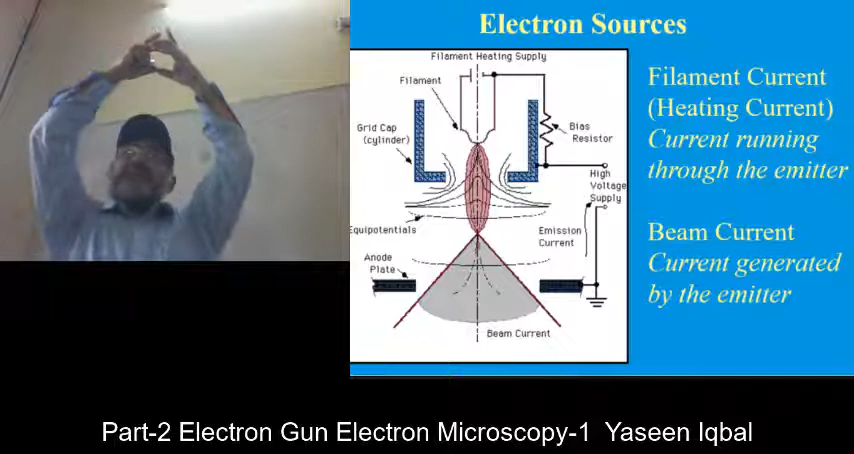 Electron Sources
Filament Heating Supply
Filament
Grid Cap
(cylinder)
Bias
Resistor
High
Voltage
Supply
Equipotentials
Emission
Current
Anode
Plate
Beam Current
Filament Current
(Heating Current)
Current running
through the emitter
Beam Current
Current generated
by the emitter
Part-2 Electron Gun Electron Microscopy-1 Yaseen Iqbal